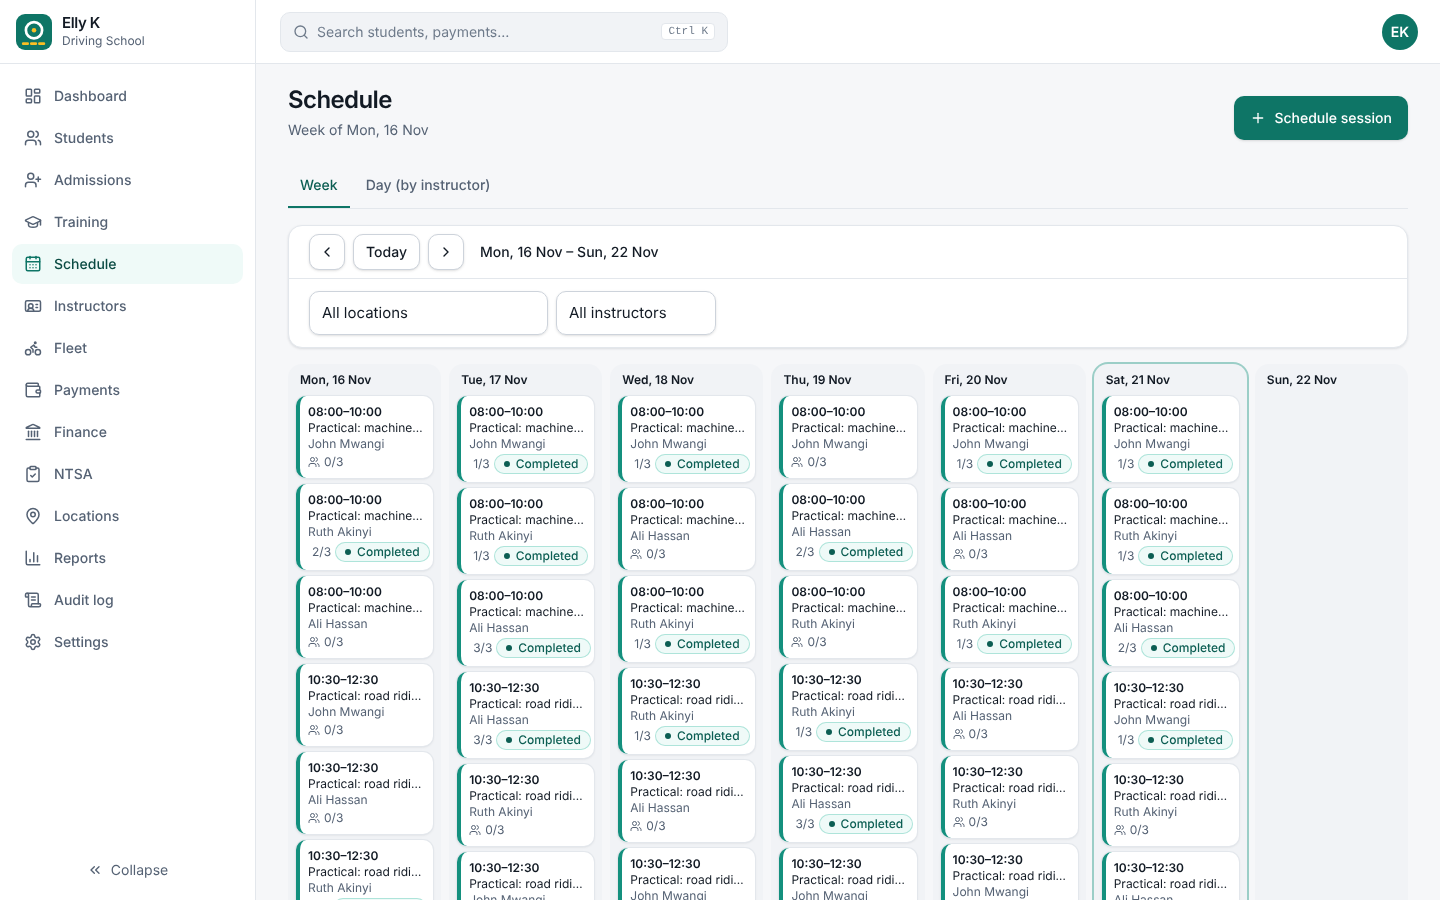 Elly K
Driving School
Search students, payments...
Ctrl K
EK
Dashboard
Students
Admissions
Training
Schedule
Instructors
Fleet
Payments
Finance
NTSA
Locations
Reports
Audit log
Settings
Collapse
Schedule
Week of Mon, 16 Nov
Schedule session
Week
Day (by instructor)
Today
Mon, 16 Nov – Sun, 22 Nov
All locations
All instructors
Mon, 16 Nov
08:00–10:00
Practical: machine...
John Mwangi
0/3
08:00–10:00
Practical: machine...
Ruth Akinyi
2/3 Completed
08:00–10:00
Practical: machine...
Ali Hassan
0/3
10:30–12:30
Practical: road ridi...
John Mwangi
0/3
10:30–12:30
Practical: road ridi...
Ali Hassan
0/3
10:30–12:30
Practical: road ridi...
Ruth Akinyi
Tue, 17 Nov
08:00–10:00
Practical: machine...
John Mwangi
1/3 Completed
08:00–10:00
Practical: machine...
Ruth Akinyi
1/3 Completed
08:00–10:00
Practical: machine...
Ali Hassan
3/3 Completed
10:30–12:30
Practical: road ridi...
Ali Hassan
3/3 Completed
10:30–12:30
Practical: road ridi...
Ruth Akinyi
0/3
10:30–12:30
Practical: road ridi...
John Mwangi
Wed, 18 Nov
08:00–10:00
Practical: machine...
John Mwangi
1/3 Completed
08:00–10:00
Practical: machine...
Ali Hassan
0/3
08:00–10:00
Practical: machine...
Ruth Akinyi
1/3 Completed
10:30–12:30
Practical: road ridi...
Ruth Akinyi
1/3 Completed
10:30–12:30
Practical: road ridi...
Ali Hassan
0/3
10:30–12:30
Practical: road ridi...
John Mwangi
Thu, 19 Nov
08:00–10:00
Practical: machine...
John Mwangi
0/3
08:00–10:00
Practical: machine...
Ali Hassan
2/3 Completed
08:00–10:00
Practical: machine...
Ruth Akinyi
0/3
10:30–12:30
Practical: road ridi...
Ruth Akinyi
1/3 Completed
10:30–12:30
Practical: road ridi...
Ali Hassan
3/3 Completed
10:30–12:30
Practical: road ridi...
John Mwangi
Fri, 20 Nov
08:00–10:00
Practical: machine...
John Mwangi
1/3 Completed
08:00–10:00
Practical: machine...
Ali Hassan
0/3
08:00–10:00
Practical: machine...
Ruth Akinyi
1/3 Completed
10:30–12:30
Practical: road ridi...
Ali Hassan
0/3
10:30–12:30
Practical: road ridi...
Ruth Akinyi
0/3
10:30–12:30
Practical: road ridi...
John Mwangi
Sat, 21 Nov
08:00–10:00
Practical: machine...
John Mwangi
1/3 Completed
08:00–10:00
Practical: machine...
Ruth Akinyi
1/3 Completed
08:00–10:00
Practical: machine...
Ali Hassan
2/3 Completed
10:30–12:30
Practical: road ridi...
John Mwangi
1/3 Completed
10:30–12:30
Practical: road ridi...
Ruth Akinyi
0/3
10:30–12:30
Practical: road ridi...
Ali Hassan
Sun, 22 Nov